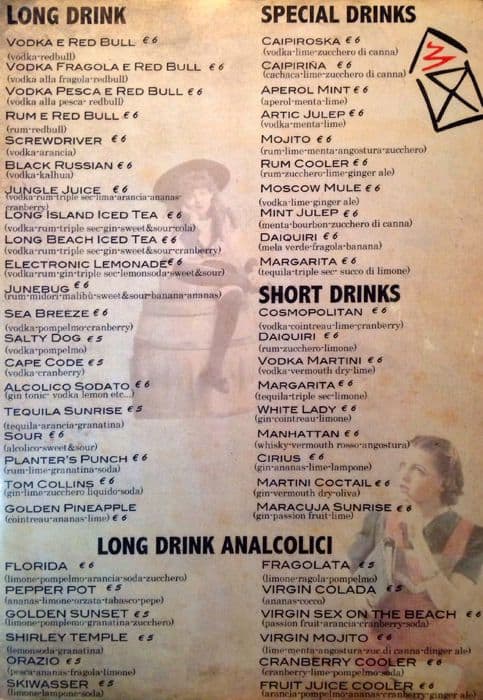 LONG DRINK
VODKA E RED BULL € 6
(vodka-redbull)
VODKA FRAGOLA E RED BULL € 6
(vodka alla fragola-redbull)
VODKA PESCA E RED BULL € 6
(vodka alla pesca- redbull)
RUM E RED BULL € 6
(rum-redbull)
SCREWDRIVER € 6
(vodka-arancia)
BLACK RUSSIAN € 6
(vodka-kalhua)
JUNGLE JUICE € 6
(vodka-rum-triple sec-lima-arancia-ananas-
cranberry)
LONG ISLAND ICED TEA € 6
(vodka-rum-triple sec-gin-sweet&sour-cola)
LONG BEACH ICED TEA € 6
(vodka-rum-triple sec-gin-sweet&sour-cranberry)
ELECTRONIC LEMONADE € 6
(vodka-rum-gin-triple sec-lemonsoda-sweet&sour)
JUNEBUG € 6
(rum-midori-malibù-sweet&sour-banana-ananas)
SEA BREEZE € 6
(vodka-pompelmo-cranberry)
SALTY DOG € 5
(vodka-pompelmo)
CAPE CODE € 5
(vodka-cranberry)
ALCOLICO SODATO € 6
(gin tonic- vodka lemon etc...)
TEQUILA SUNRISE € 5
(tequila-arancia-granatina)
SOUR € 6
(alcolico-sweet&sour)
PLANTER'S PUNCH € 6
(rum-lime-granatina-soda)
TOM COLLINS € 6
(gin-lime-zucchero liquido-soda)
GOLDEN PINEAPPLE
(cointreau-ananas-lime) € 6
SPECIAL DRINKS
CAIPIROSKA € 6
(vodka-lime-zucchero di canna)
CAIPIRIÑA € 6
(cachaca-lime-zucchero di canna)
APEROL MINT € 6
(aperol-menta-lime)
ARTIC JULEP € 6
(vodka-menta-lime)
MOJITO € 6
(rum-lime-menta-angostura-zucchero)
RUM COOLER € 6
(rum-zucchero-lime-ginger ale)
MOSCOW MULE € 6
(vodka-lime-ginger ale)
MINT JULEP € 6
(menta-bourbon-zucchero di canna)
DAIQUIRI € 6
(mela verde-fragola-banana)
MARGARITA € 6
(tequila-triple sec- succo di limone)
SHORT DRINKS
COSMOPOLITAN € 6
(vodka-cointreau-lime-cranberry)
DAIQUIRI € 5
(rum-zucchero-limone)
VODKA MARTINI € 6
(vodka-vermouth dry-lime)
MARGARITA € 6
(tequila-triple sec-lime)
WHITE LADY € 6
(gin-cointreau-limone)
MANHATTAN € 6
(whisky-vermouth rosso-angostura)
CIRIUS € 6
(gin-ananas-lime-lampone)
MARTINI COCTAIL € 6
(gin-vermouth dry-oliva)
MARACUJA SUNRISE € 6
(gin-passion fruit-lime)
LONG DRINK ANALCOLICI
FLORIDA € 6
(limone-pompelmo-arancia-soda-zucchero)
PEPPER POT € 5
(ananas-limone-orzata-tabasco-pepe)
GOLDEN SUNSET € 5
(limone-pomplemo-granatina-zucchero)
SHIRLEY TEMPLE € 5
(lemonsoda-granatina)
ORAZIO € 5
(pesca-ananas-fragola-limone)
SKIWASSER € 5
(limone-lampone-soda)
FRAGOLATA € 5
(limone-ragola-pompelmo)
VIRGIN COLADA € 5
(ananas-cocco)
VIRGIN SEX ON THE BEACH € 6
(passion fruit-arancia-cranberry-soda)
VIRGIN MOJITO € 6
(lime-menta-angostura-zuc.di canna-dinger ale)
CRANBERRY COOLER € 6
(cranberry-limone-soda)
FRUIT JUICE COOLER € 6
(arancia-pompelmo-ananas-cranberry-ginger ale)